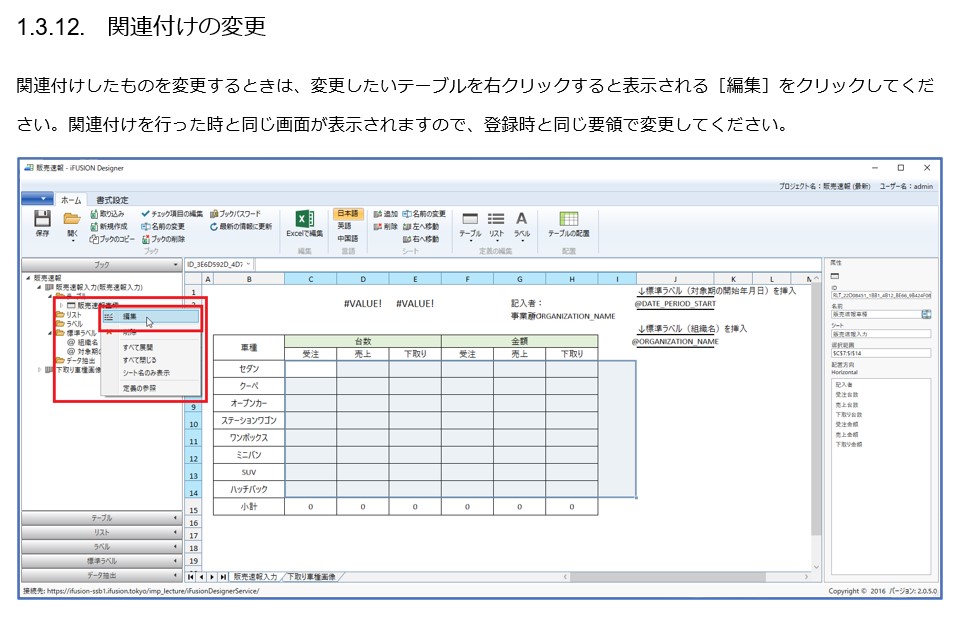 1.3.12. 関連付けの変更
関連付けしたものを変更するときは、変更したいテーブルを右クリックすると表示される［編集］をクリックしてくだ
さい。関連付けを行った時と同じ画面が表示されますので、登録時と同じ要領で変更してください。
販売速報 - iFUSION Designer
プロジェクト名：販売速報 (最新) ユーザー名：admin
ホーム 書式設定
取り込み チェック項目の編集 ブックパスワード
新規作成 名前の変更 最新の情報に更新
ブックのコピー ブックの削除
保存 開く
ブック
Excelで編集
編集
日本語
英語
中国語
言語
追加 名前の変更
削除 左へ移動
右へ移動
シート
テーブル リスト ラベル
定義の編集
テーブルの配置
配置
ブック
販売速報
販売速報入力(販売速報入力)
販売速報
リスト
ラベル
標準ラベル
組織名
対象期
データ抽出
下取り車種画像
編集
削除
すべて展開
すべて閉じる
シート名のみ表示
定義の参照
テーブル
リスト
ラベル
標準ラベル
データ抽出
ID_3E6D592D_4D7
A B C D E F G H I J K L
1
↓標準ラベル（対象期の開始年月日）を挿入
#VALUE! #VALUE! 記入者： @DATE_PERIOD_START
事業所ORGANIZATION_NAME
↓標準ラベル（組織名）を挿入
@ORGANIZATION_NAME
車種 台数 金額
受注 売上 下取り 受注 売上 下取り
セダン
クーペ
9 オープンカー
10 ステーションワゴン
11 ワンボックス
12 ミニバン
13 SUV
14 ハッチバック
15 小計 0 0 0 0 0 0
16
17
18
19
販売速報入力 下取り車種画像
属性
ID
名前
販売速報車種
シート
販売速報入力
選択範囲
$C$7:$I$14
配置方向
Horizontal
記入者
受注台数
売上台数
下取り台数
受注金額
売上金額
下取り金額
接続先: https://ifusion-ssb1.ifusion.tokyo/imp_lecture/iFusionDesignerService/
Copyright © 2016 バージョン: 2.0.5.0